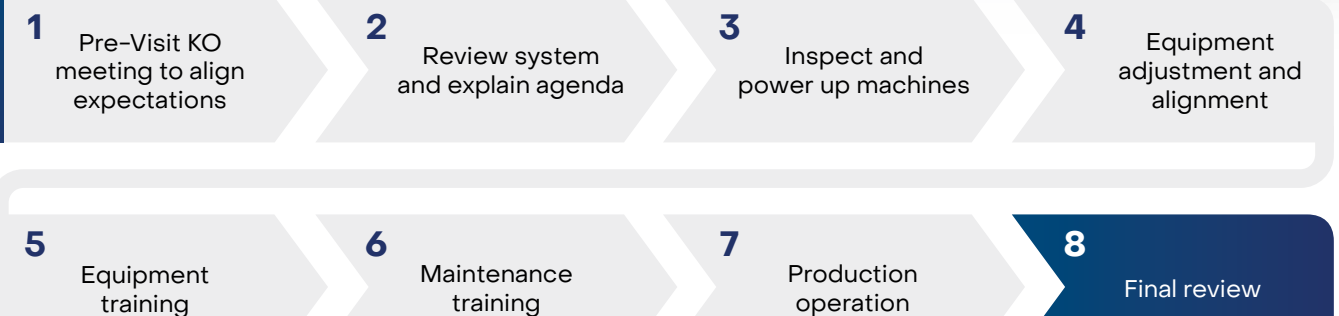 1
Pre-Visit KO
meeting to align
expectations
2
Review system
and explain agenda
3
Inspect and
power up machines
4
Equipment
adjustment and
alignment
5
Equipment
training
6
Maintenance
training
7
Production
operation
8
Final review